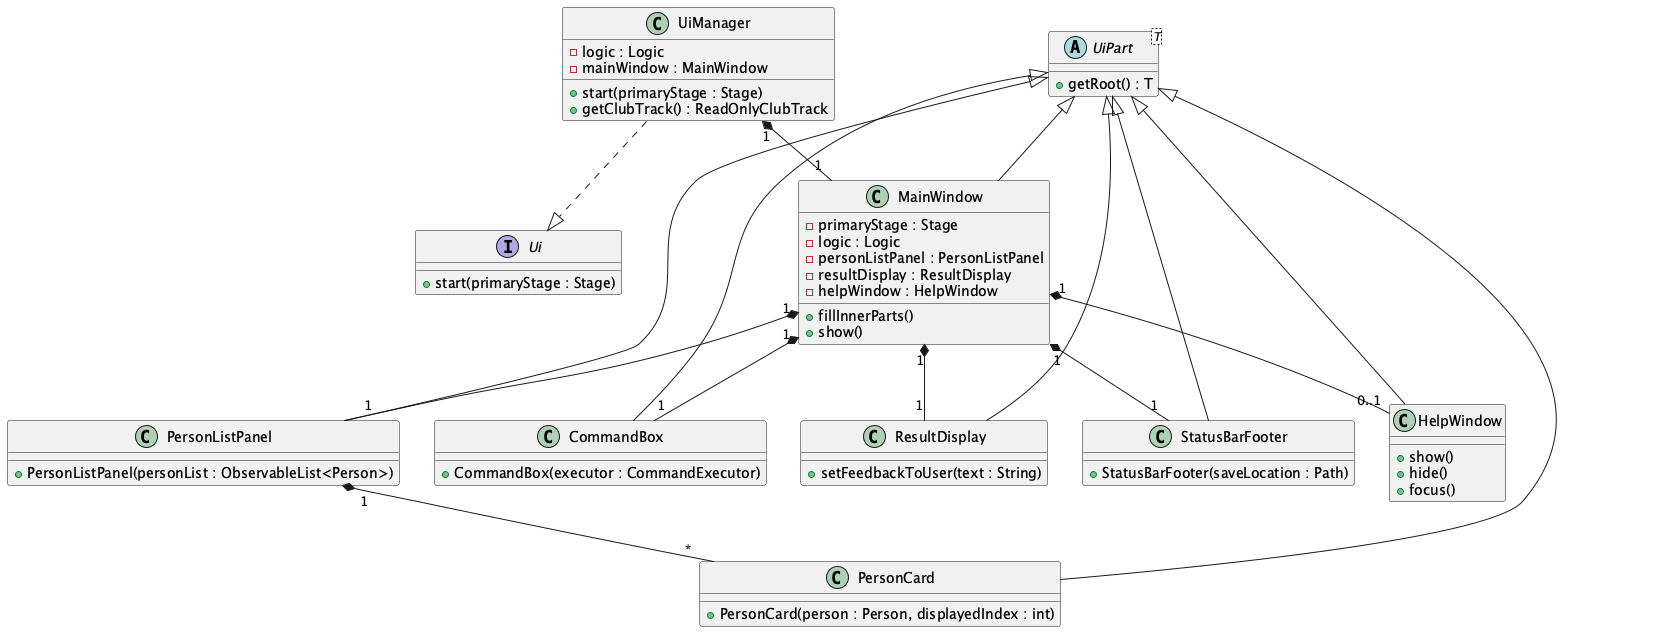 C UiManager
logic : Logic
mainWindow : MainWindow
start(primaryStage : Stage)
getClubTrack() : ReadOnlyClubTrack
A UiPart
T
getRoot() : T
1
1
I Ui
start(primaryStage : Stage)
C MainWindow
primaryStage : Stage
logic : Logic
personListPanel : PersonListPanel
resultDisplay : ResultDisplay
helpWindow : HelpWindow
fillInnerParts()
show()
1
1
1
1
1
1
1
1
1
0..1
C PersonListPanel
PersonListPanel(personList : ObservableList<Person>)
C CommandBox
CommandBox(executor : CommandExecutor)
C ResultDisplay
setFeedbackToUser(text : String)
C StatusBarFooter
StatusBarFooter(saveLocation : Path)
C HelpWindow
show()
hide()
focus()
1
*
C PersonCard
PersonCard(person : Person, displayedIndex : int)